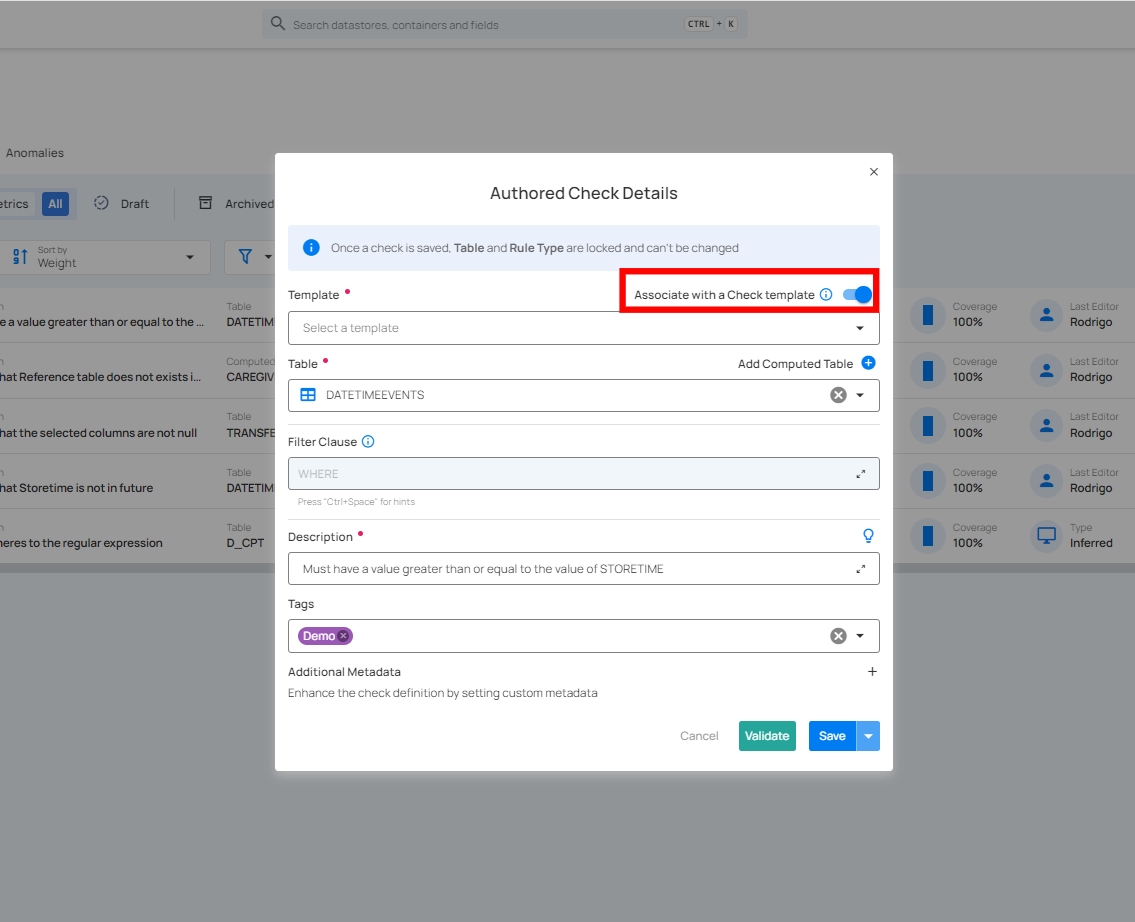 Search datastores, containers and fields CTRL + K
Anomalies
etrics All Draft Archived
Sort by
Weight
Authored Check Details
Once a check is saved, Table and Rule Type are locked and can't be changed
Template • Associate with a Check template
Select a template
Table • Add Computed Table
DATETIMEEVENTS
Filter Clause
WHERE
Press "Ctrl+Space" for hints
Description •
Must have a value greater than or equal to the value of STORETIME
Tags
Demo
Additional Metadata +
Enhance the check definition by setting custom metadata
Cancel Validate Save
n Table Coverage Last Editor
e a value greater than or equal to the ... DATETIM 100% Rodrigo
n Computed Coverage Last Editor
hat Reference table does not exists i... CAREGIV 100% Rodrigo
n Table Coverage Last Editor
hat the selected columns are not null TRANSFE 100% Rodrigo
n Table Coverage Last Editor
hat Storetime is not in future DATETIM 100% Rodrigo
n Table Coverage Type
heres to the regular expression D_CPT 100% Inferred